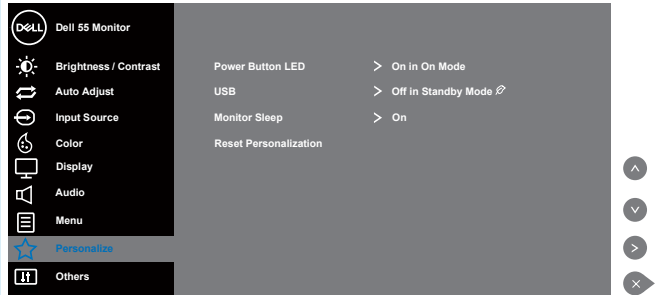 DELL
Dell 55 Monitor
Brightness / Contrast
Power Button LED > On in On Mode
Auto Adjust
USB > Off in Standby Mode
Input Source
Monitor Sleep > On
Color
Reset Personalization
Display
Audio
Menu
Personalize
Others